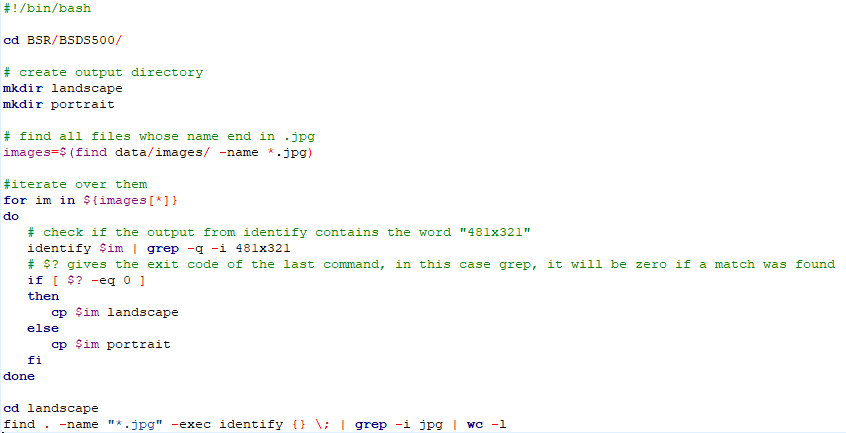 #!/bin/bash
cd BSR/BSDS500/
# create output directory
mkdir landscape
mkdir portrait
# find all files whose name end in .jpg
images=$(find data/images/ -name *.jpg)
#iterate over them
for im in ${images[*]}
do
# check if the output from identify contains the word "481x321"
identify $im | grep -q -i 481x321
# $? gives the exit code of the last command, in this case grep, it will be zero if a match was found
if [ $? -eq 0 ]
then
cp $im landscape
else
cp $im portrait
fi
done
cd landscape
find . -name "*.jpg" -exec identify {} \; | grep -i jpg | wc -l